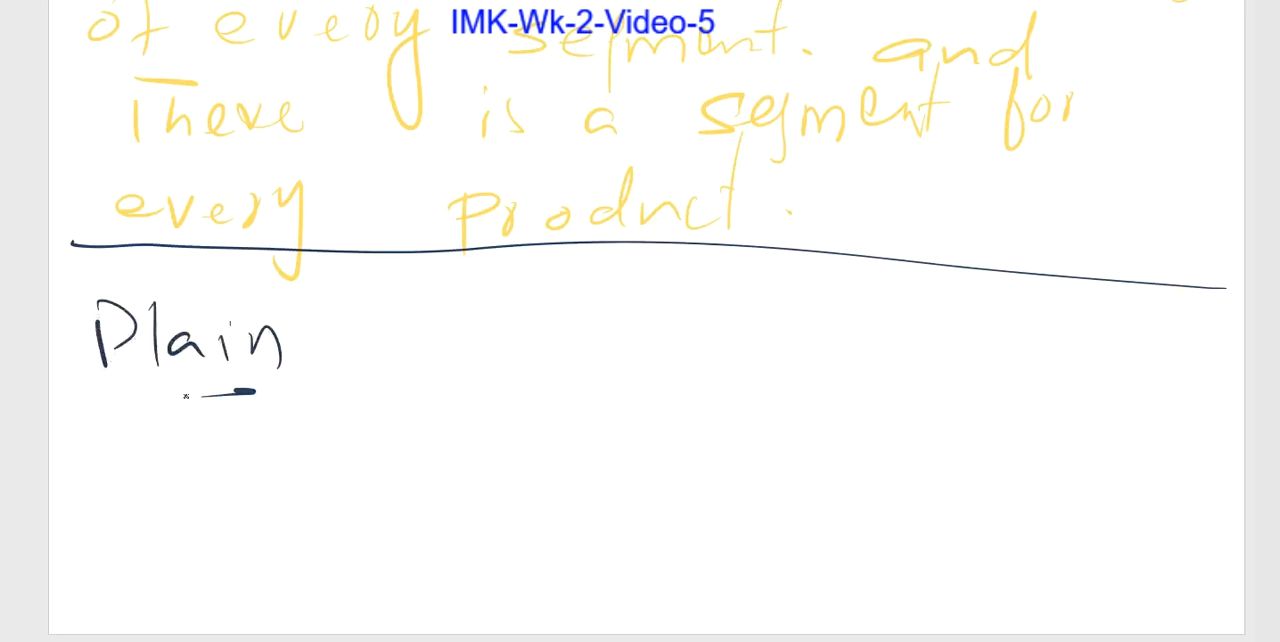 IMK-Wk-2-Video-5
of every segment. and
There is a segment for
every product.
Plain